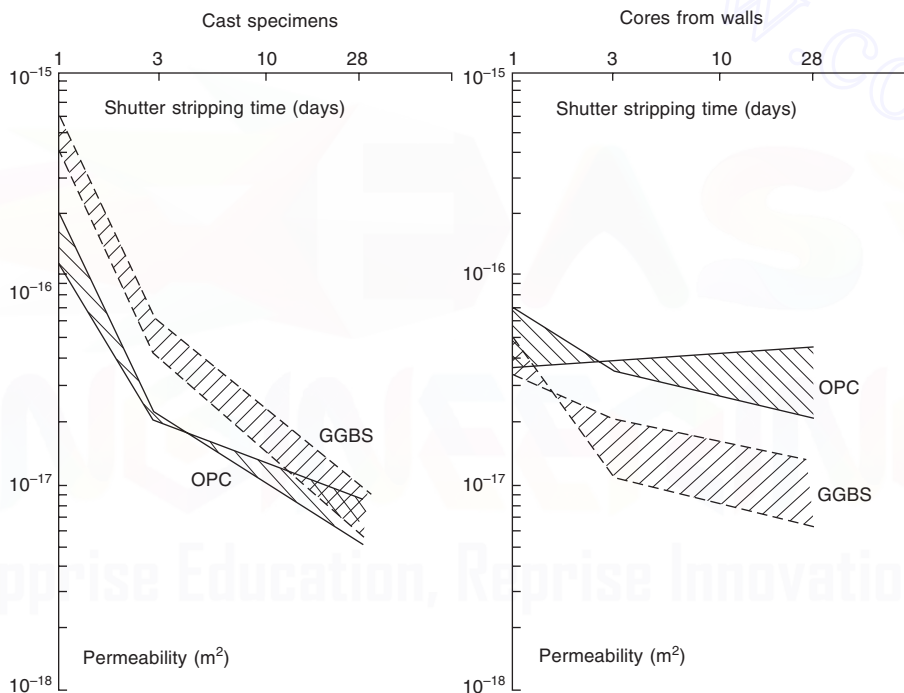 Cast specimens
1 3 10 28
10⁻¹⁵
Shutter stripping time (days)
10⁻¹⁶
GGBS
OPC
10⁻¹⁷
Permeability (m²)
10⁻¹⁸
Cores from walls
1 3 10 28
10⁻¹⁵
Shutter stripping time (days)
10⁻¹⁶
OPC
10⁻¹⁷
GGBS
Permeability (m²)
10⁻¹⁸
Education, Reprise